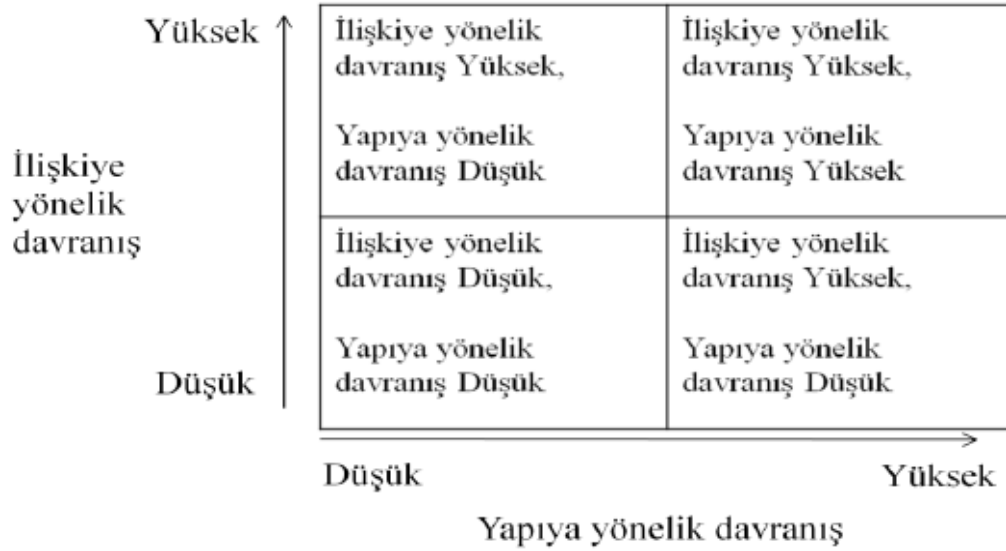 Yüksek
İlişkiye
yönelik
davranış
Düşük
İlişkiye yönelik
davranış Yüksek,
Yapıya yönelik
davranış Düşük
İlişkiye yönelik
davranış Yüksek,
Yapıya yönelik
davranış Yüksek
İlişkiye yönelik
davranış Düşük,
Yapıya yönelik
davranış Düşük
İlişkiye yönelik
davranış Yüksek,
Yapıya yönelik
davranış Düşük
Düşük
Yüksek
Yapıya yönelik davranış